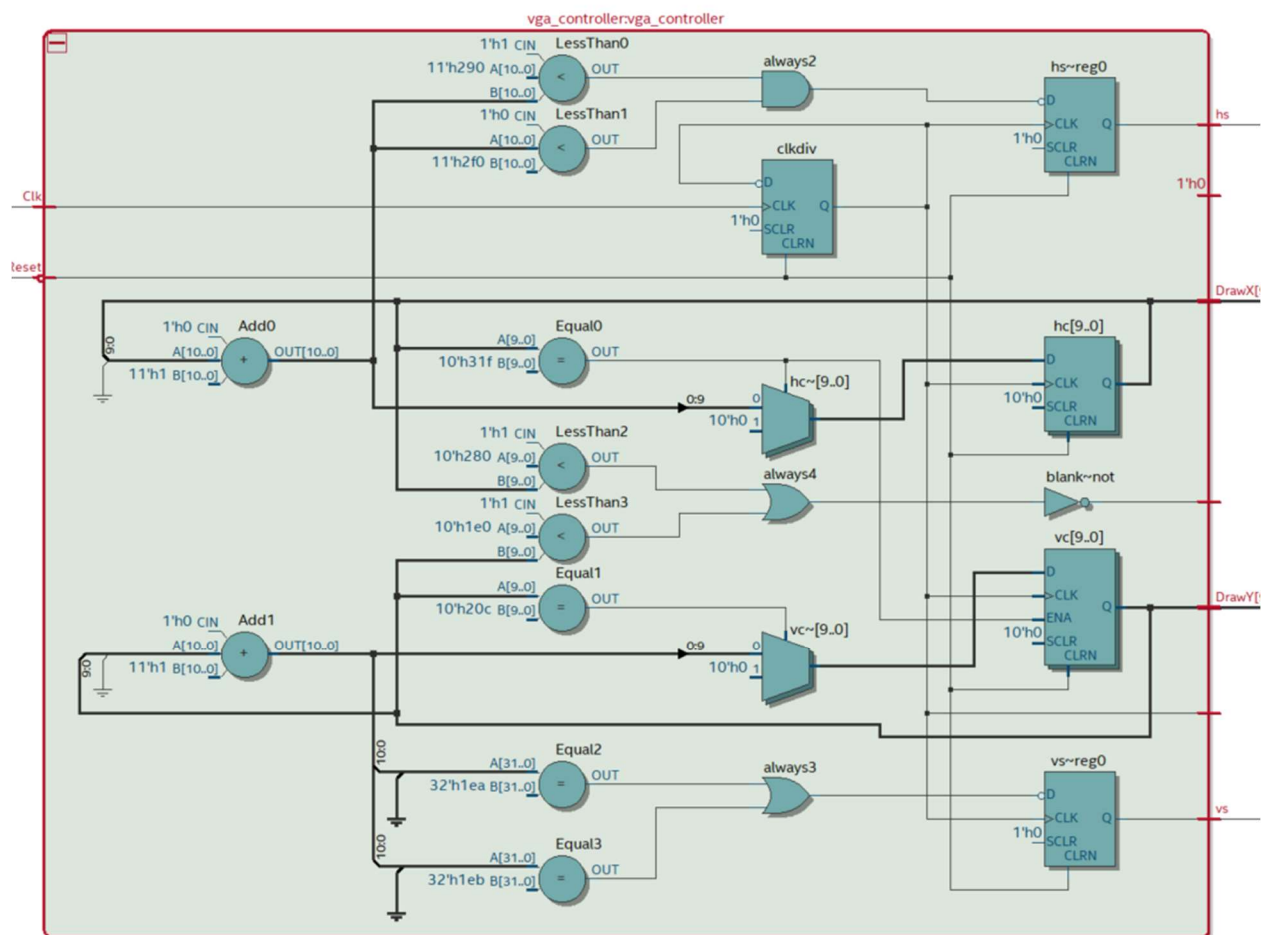 vga_controller:vga_controller
LessThan0
1'h1 CIN
11'h290 A[10..0]
B[10..0]
<
OUT
LessThan1
1'h0 CIN
A[10..0]
11'h2f0 B[10..0]
<
OUT
always2
hs~reg0
D
CLK
Q
1'h0
SCLR
CLRN
hs
1'h0
clkdiv
D
CLK
Q
1'h0
SCLR
CLRN
Clk
DrawX[
9:0
Add0
1'h0 CIN
A[10..0]
11'h1 B[10..0]
+
OUT[10..0]
Equal0
A[9..0]
10'h31f B[9..0]
=
OUT
hc~[9..0]
0:9
0
10'h0
1
hc[9..0]
D
CLK
Q
10'h0
SCLR
CLRN
LessThan2
1'h1 CIN
10'h280 A[9..0]
B[9..0]
<
OUT
LessThan3
1'h1 CIN
10'h1e0 A[9..0]
B[9..0]
<
OUT
always4
blank~not
Equal1
A[9..0]
10'h20c B[9..0]
=
OUT
vc~[9..0]
0:9
0
10'h0
1
vc[9..0]
D
CLK
Q
ENA
10'h0
SCLR
CLRN
DrawY[
9:0
Add1
1'h0 CIN
A[10..0]
11'h1 B[10..0]
+
OUT[10..0]
10:0
Equal2
A[31..0]
32'h1ea B[31..0]
=
OUT
10:0
Equal3
A[31..0]
32'h1eb B[31..0]
=
OUT
always3
vs~reg0
D
CLK
Q
1'h0
SCLR
CLRN
vs